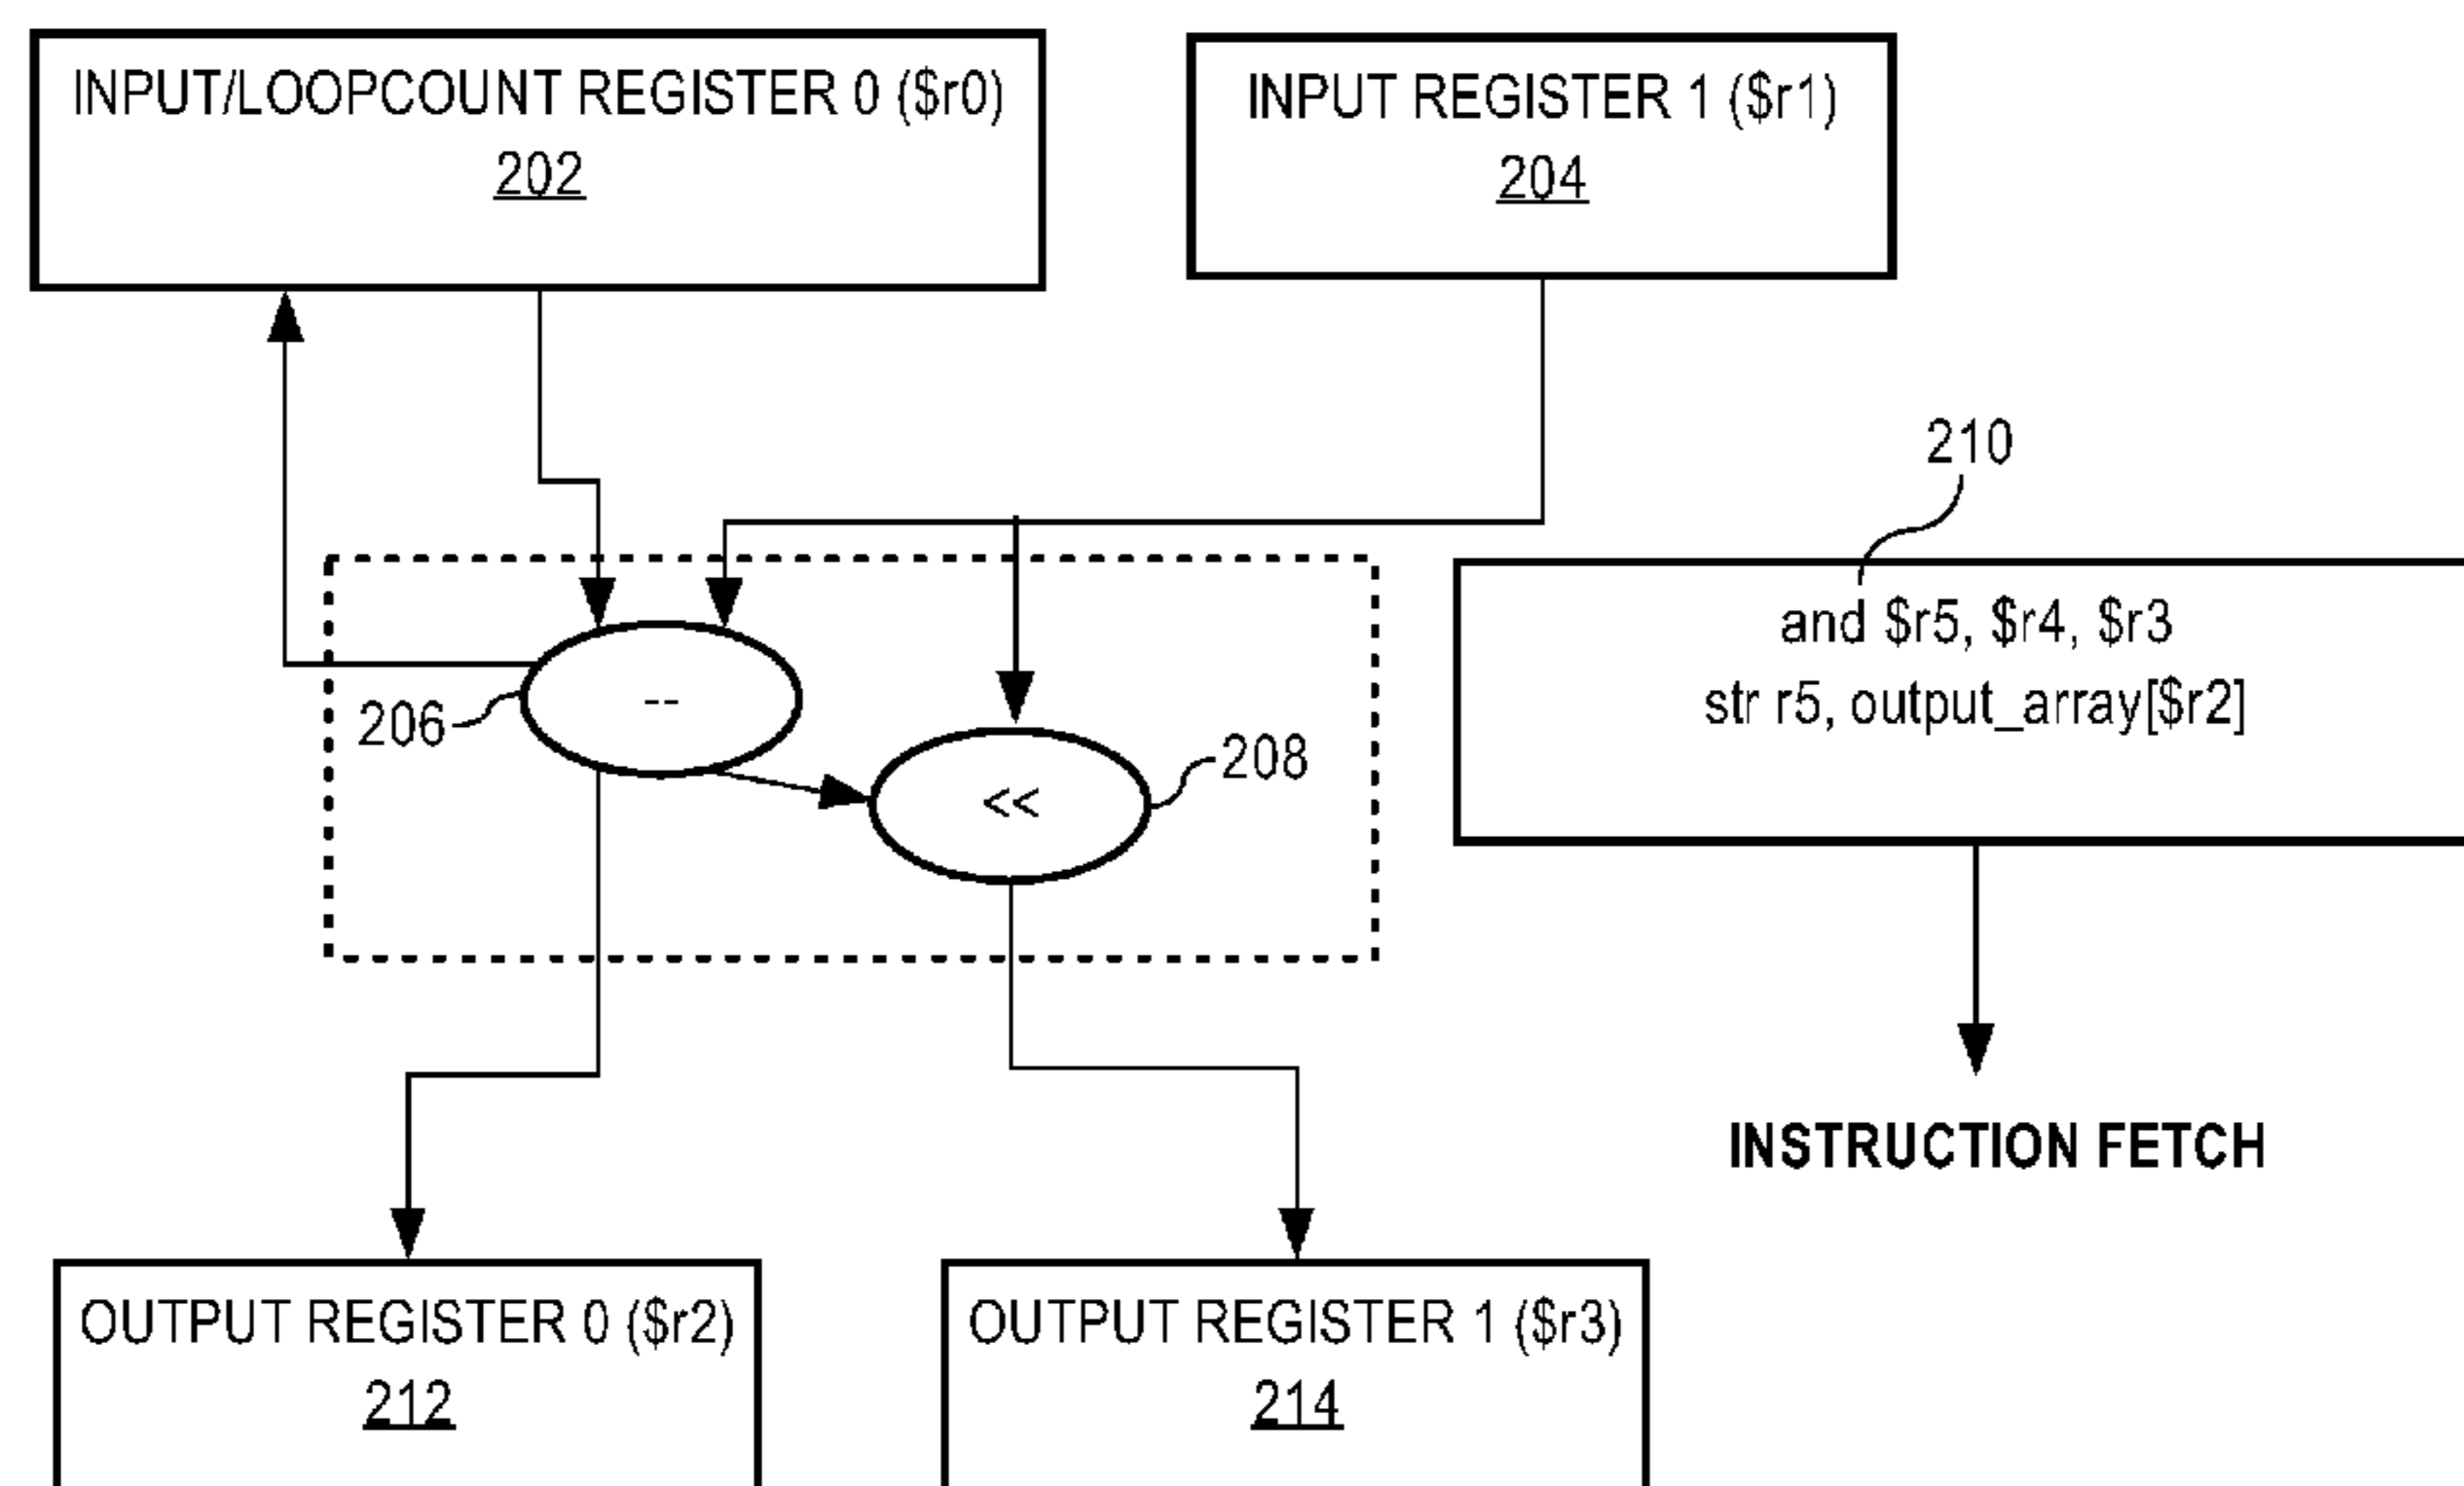 INPUT/LOOPCOUNT REGISTER 0 ($r0)
202
INPUT REGISTER 1 ($r1)
204
210
and $r5, $r4, $r3
str r5, output_array[$r2]
206
--
208
<<
INSTRUCTION FETCH
OUTPUT REGISTER 0 ($r2)
212
OUTPUT REGISTER 1 ($r3)
214